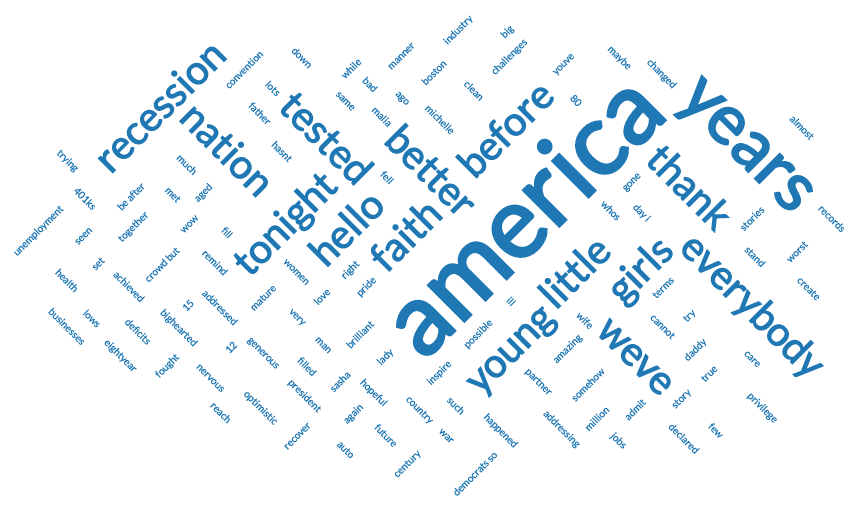 industry
big
manner
challenges
down
while
convention
recession
bad
boston
clean
youve
maybe
changed
80
lots
same
ago
malia
michelle
father
hasnt
tested
nation
better
before
america
years
almost
trying
much
fell
thank
gone
401ks
be after
met
aged
tonight
hello
faith
whos
day i
stories
records
unemployment
seen
together
wow
fill
set
crowd but
remind
women
right
love
pride
stand
worst
health
achieved
mature
ill
little
girls
terms
everybody
create
lows
15
addressed
very
man
brilliant
possible
young
wife
weve
try
cannot
businesses
deficits
bighearted
eightyear
12
generous
filled
lady
amazing
daddy
care
fought
nervous
president
sasha
hopeful
inspire
partner
somehow
true
privilege
reach
optimistic
again
country
such
million
admit
story
few
recover
auto
future
war
happened
addressing
jobs
declared
century
democrats so